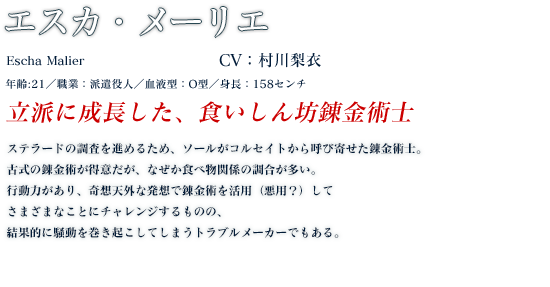 エスカ・メーリエ
Escha Malier CV：村川梨衣
年齢:21／職業：派遣役人／血液型：O型／身長：158センチ
立派に成長した、食いしん坊錬金術士
ステラードの調査を進めるため、ソールがコルセイトから呼び寄せた錬金術士。
古式の錬金術が得意だが、なぜか食べ物関係の調合が多い。
行動力があり、奇想天外な発想で錬金術を活用（悪用？）して
さまざまなことにチャレンジするものの、
結果的に騒動を巻き起こしてしまうトラブルメーカーでもある。